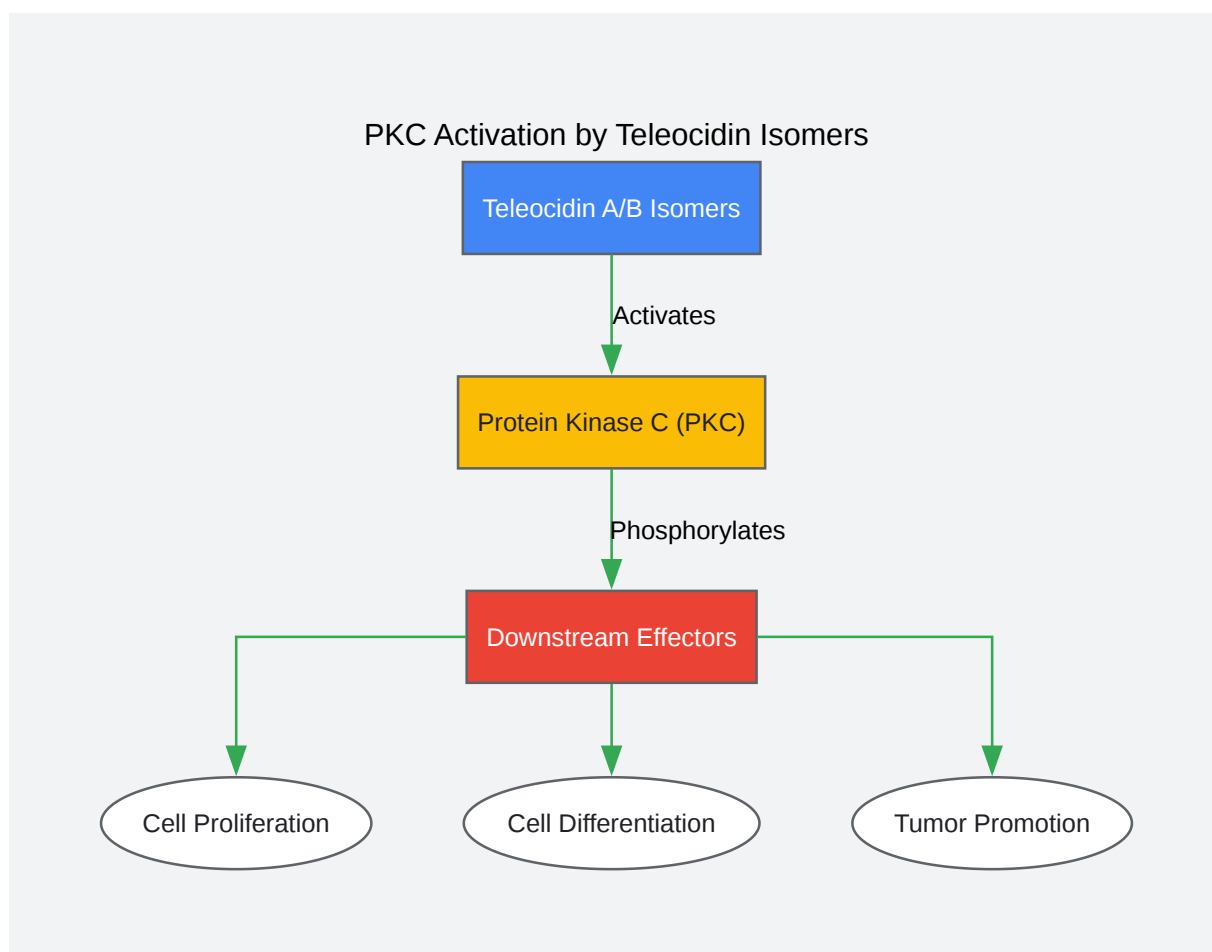 PKC Activation by Teleocidin Isomers
Teleocidin A/B Isomers
Activates
Protein Kinase C (PKC)
Phosphorylates
Downstream Effectors
Cell Proliferation
Cell Differentiation
Tumor Promotion